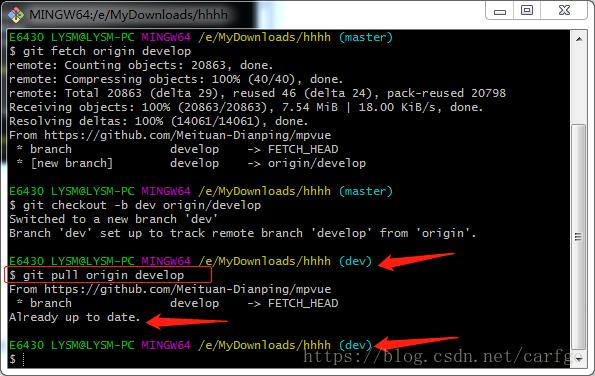 MINGW64:/e/MyDownloads/hhhh
E6430 LYSM@LYSM-PC MINGW64 /e/MyDownloads/hhhh (master)
$ git fetch origin develop
remote: Counting objects: 20863, done.
remote: Compressing objects: 100% (40/40), done.
remote: Total 20863 (delta 29), reused 46 (delta 24), pack-reused 20798
Receiving objects: 100% (20863/20863), 7.54 MiB | 18.00 KiB/s, done.
Resolving deltas: 100% (14061/14061), done.
From https://github.com/Meituan-Dianping/mpvue
 * branch            develop    -> FETCH_HEAD
 * [new branch]      develop    -> origin/develop
E6430 LYSM@LYSM-PC MINGW64 /e/MyDownloads/hhhh (master)
$ git checkout -b dev origin/develop
Switched to a new branch 'dev'
Branch 'dev' set up to track remote branch 'develop' from 'origin'.
E6430 LYSM@LYSM-PC MINGW64 /e/MyDownloads/hhhh (dev)
$ git pull origin develop
From https://github.com/Meituan-Dianping/mpvue
 * branch            develop    -> FETCH_HEAD
Already up to date.
E6430 LYSM@LYSM-PC MINGW64 /e/MyDownloads/hhhh (dev)
$
https://blog.csdn.net/carfge